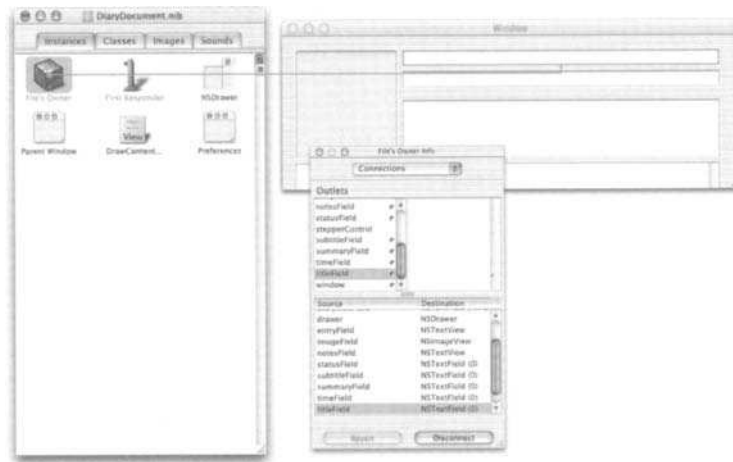 DiaryDocument.nib
Instances Classes Images Sounds
File's Owner First Responder NSDrawer
Parent Window DrawContent... Preferences
View
Window
File's Owner Info
Connections
Outlets
notesField
statusField
stepperControl
subtitleField
summaryField
timeField
titleField
window
Source Destination
drawer NSDrawer
entryField NSTextView
imageField NSImageView
notesField NSTextView
statusField NSTextField (0)
subtitleField NSTextField (0)
summaryField NSTextField (0)
timeField NSTextField (0)
titleField NSTextField (0)
Revert Disconnect